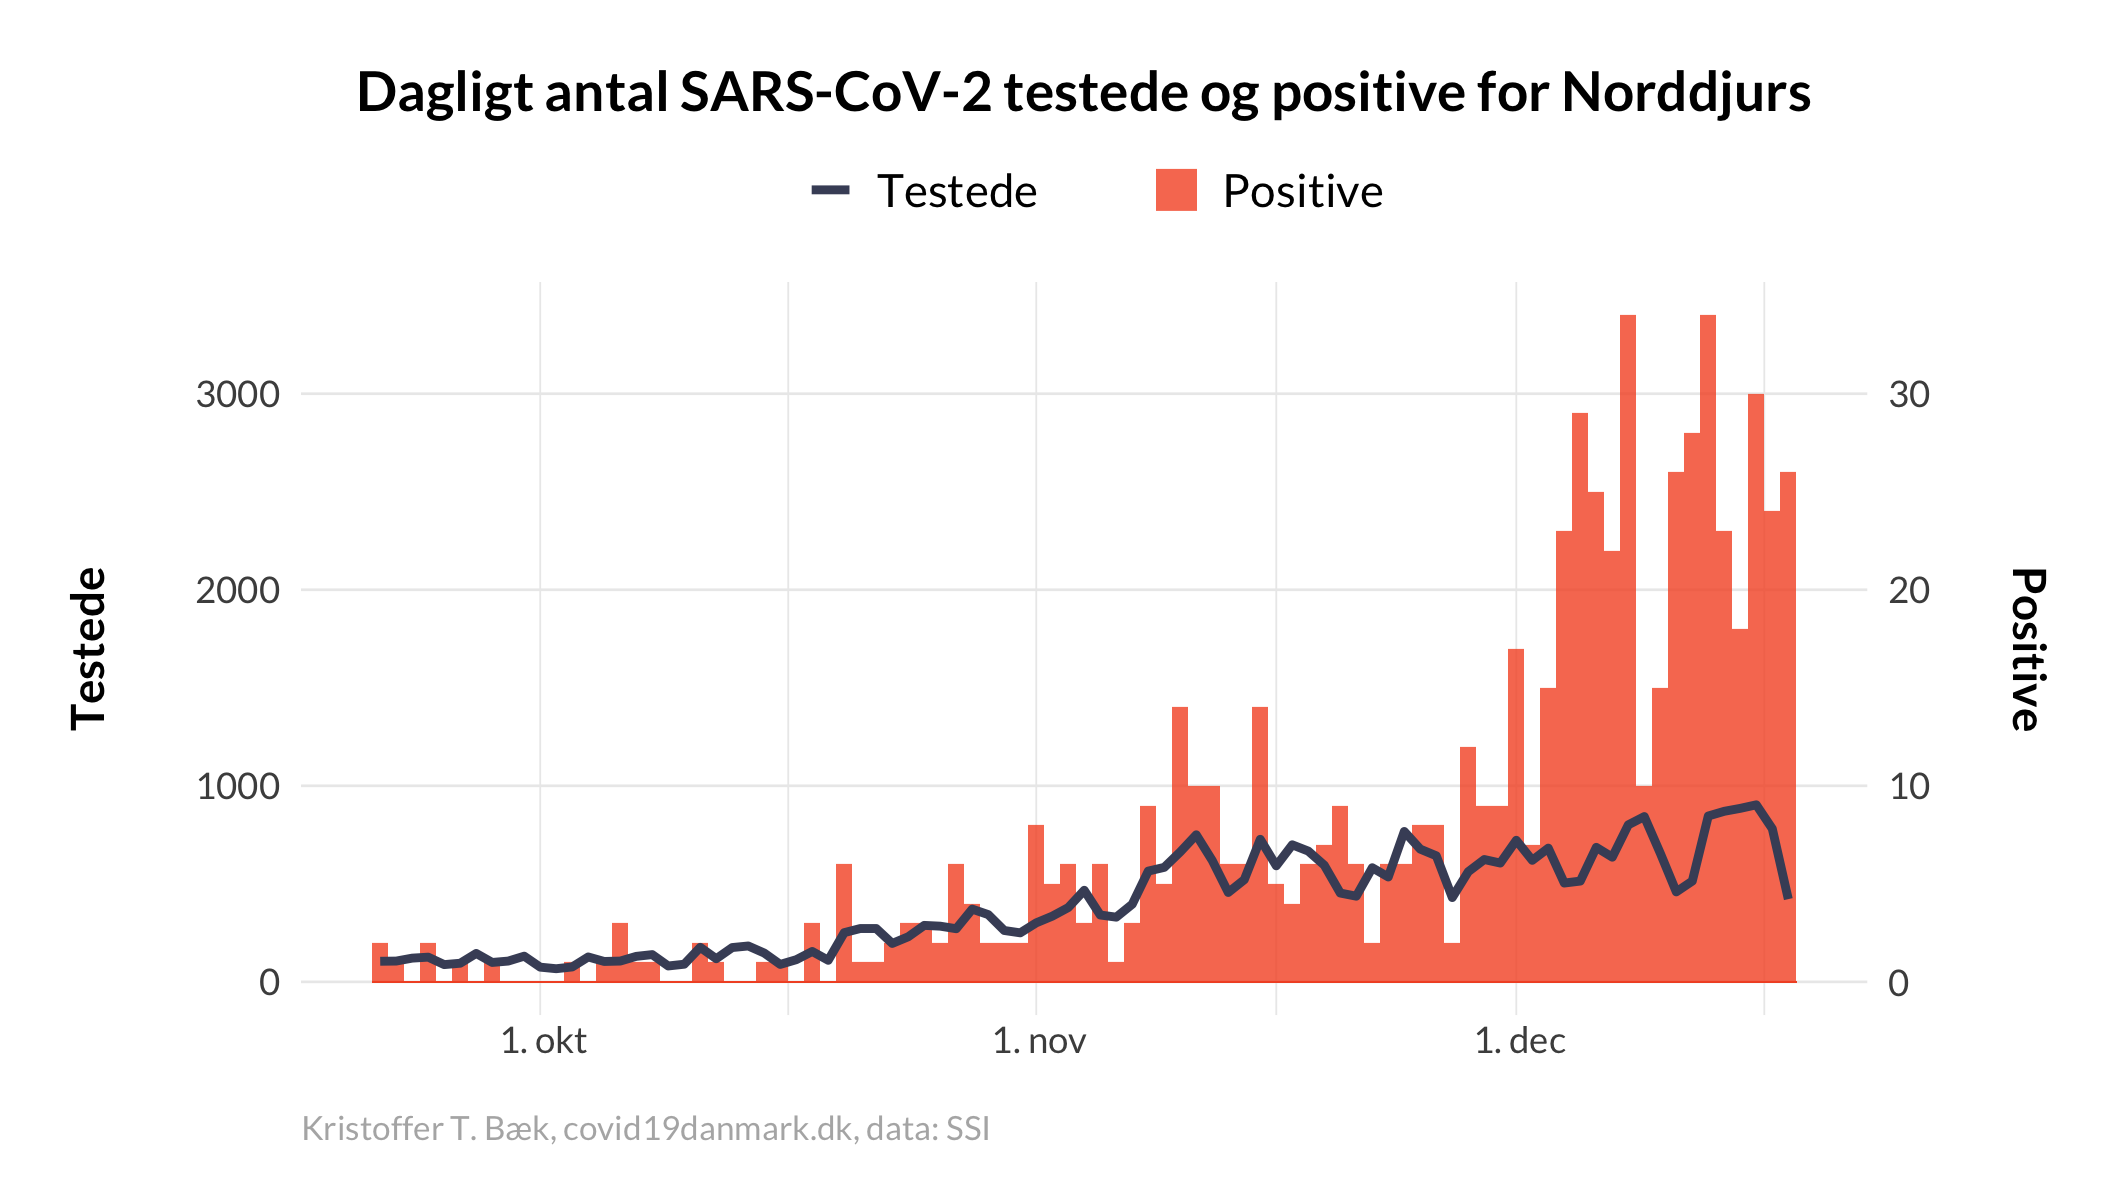 Dagligt antal SARS-CoV-2 testede og positive for Norddjurs
Testede
Positive
3000
2000
1000
0
30
20
10
0
Testede
Positive
1. okt
1. nov
1. dec
Kristoffer T. Bæk, covid19danmark.dk, data: SSI